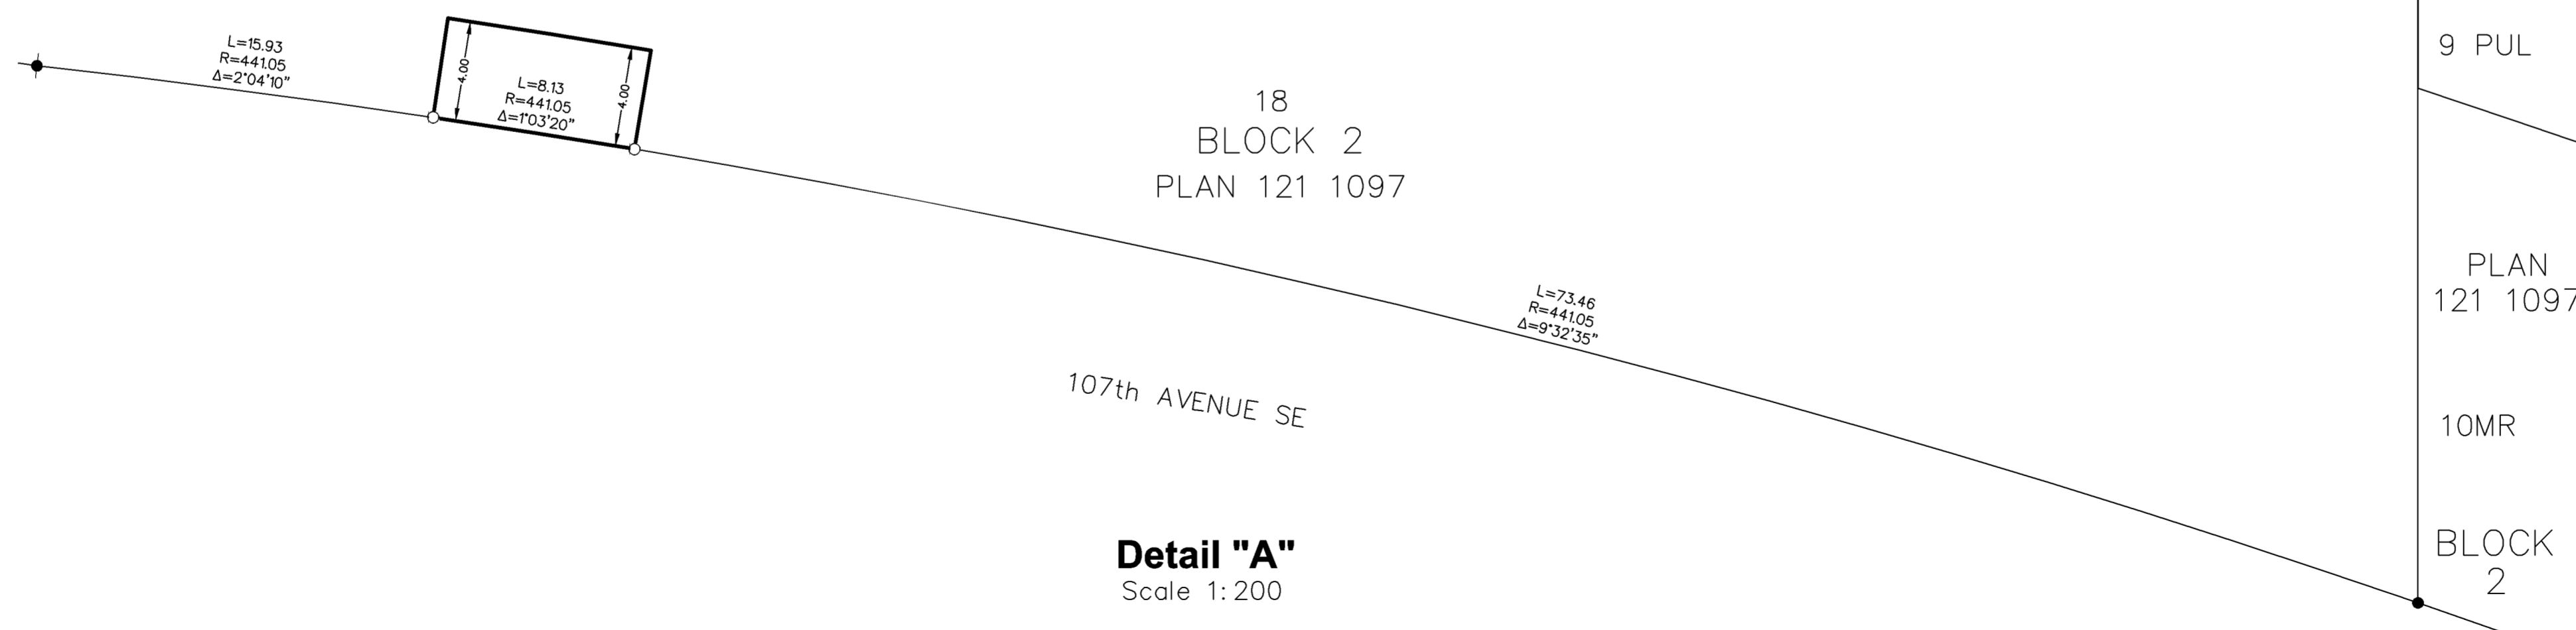 L=15.93
R=441.05
Δ=2°04'10"
4.00
L=8.13
R=441.05
Δ=1°03'20"
4.00
18
BLOCK 2
PLAN 121 1097
9 PUL
PLAN
121 1097
L=73.46
R=441.05
Δ=9°32'35"
107th AVENUE SE
10MR
BLOCK
2
Detail "A"
Scale 1:200